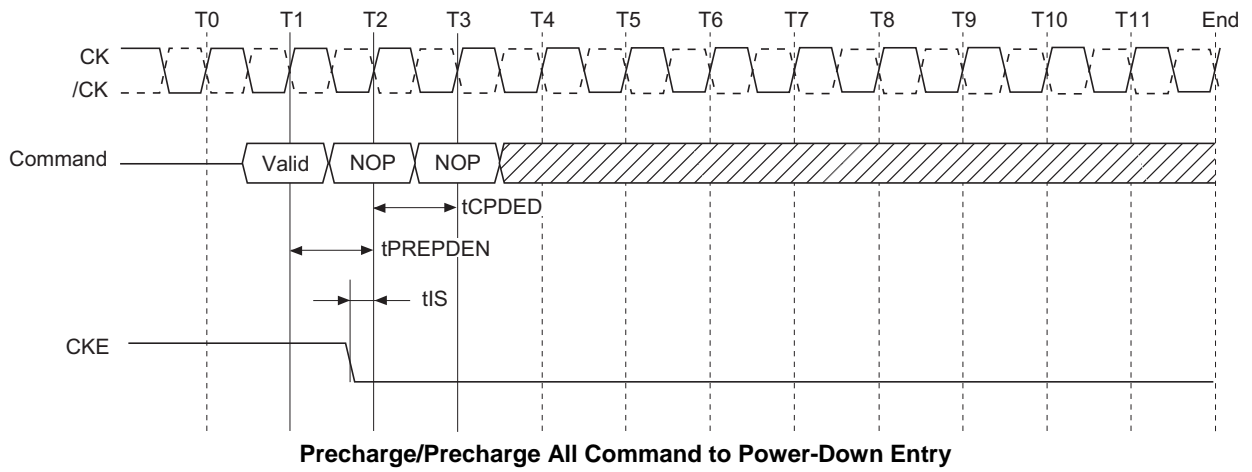 T0 T1 T2 T3 T4 T5 T6 T7 T8 T9 T10 T11 End
CK
/CK
Command Valid NOP NOP
tCPDED
tPREPDEN
tIS
CKE
Precharge/Precharge All Command to Power-Down Entry